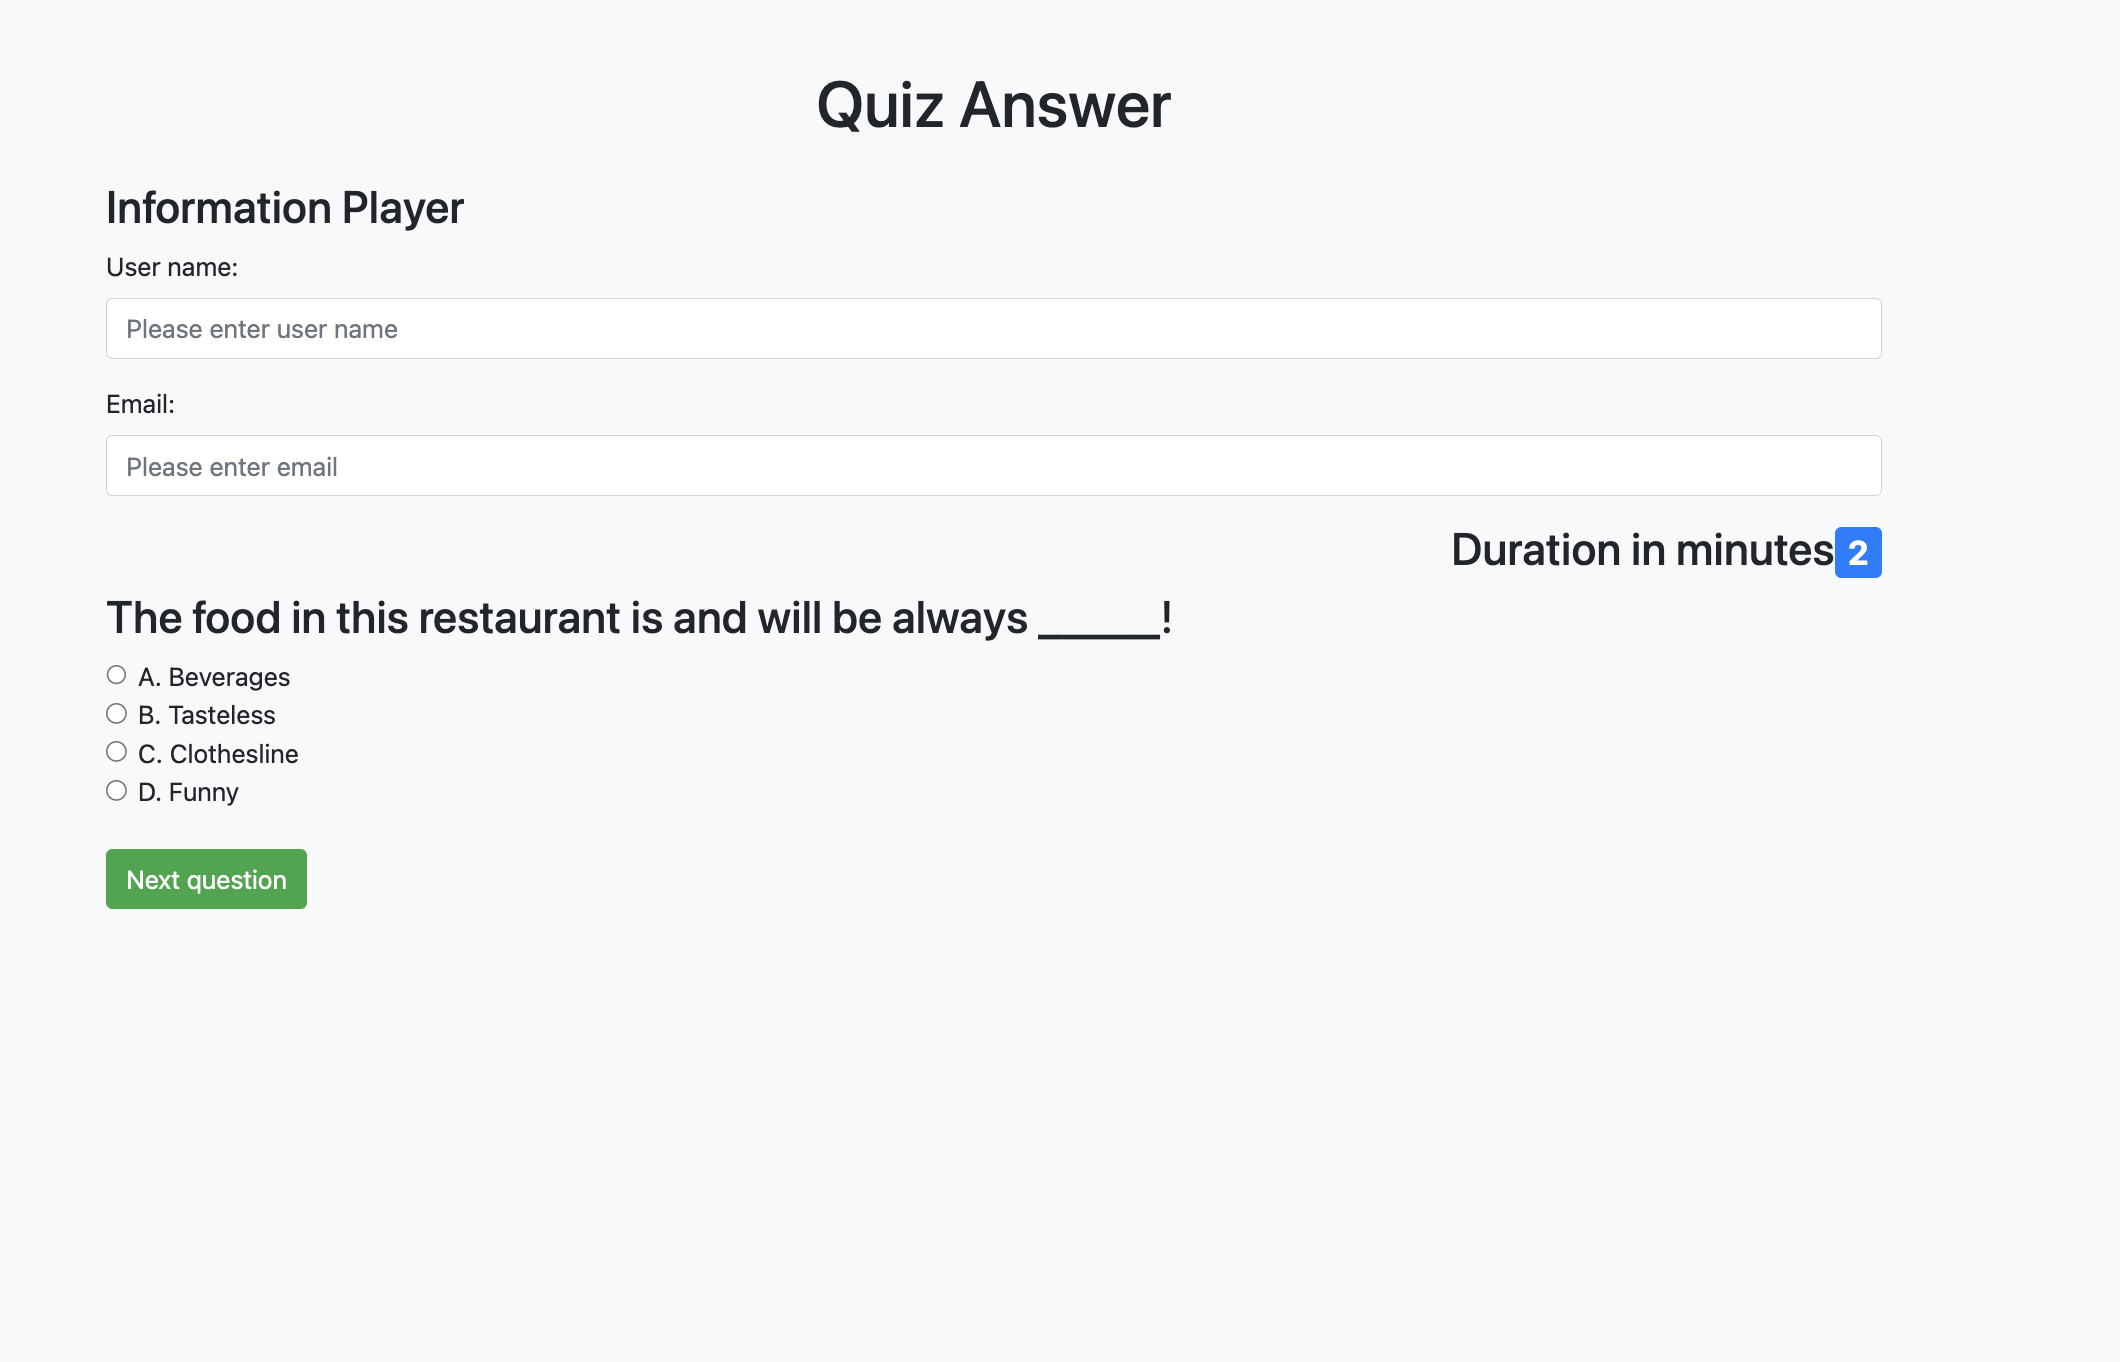 Quiz Answer
Information Player
User name:
Please enter user name
Email:
Please enter email
Duration in minutes 2
The food in this restaurant is and will be always ______!
A. Beverages
B. Tasteless
C. Clothesline
D. Funny
Next question